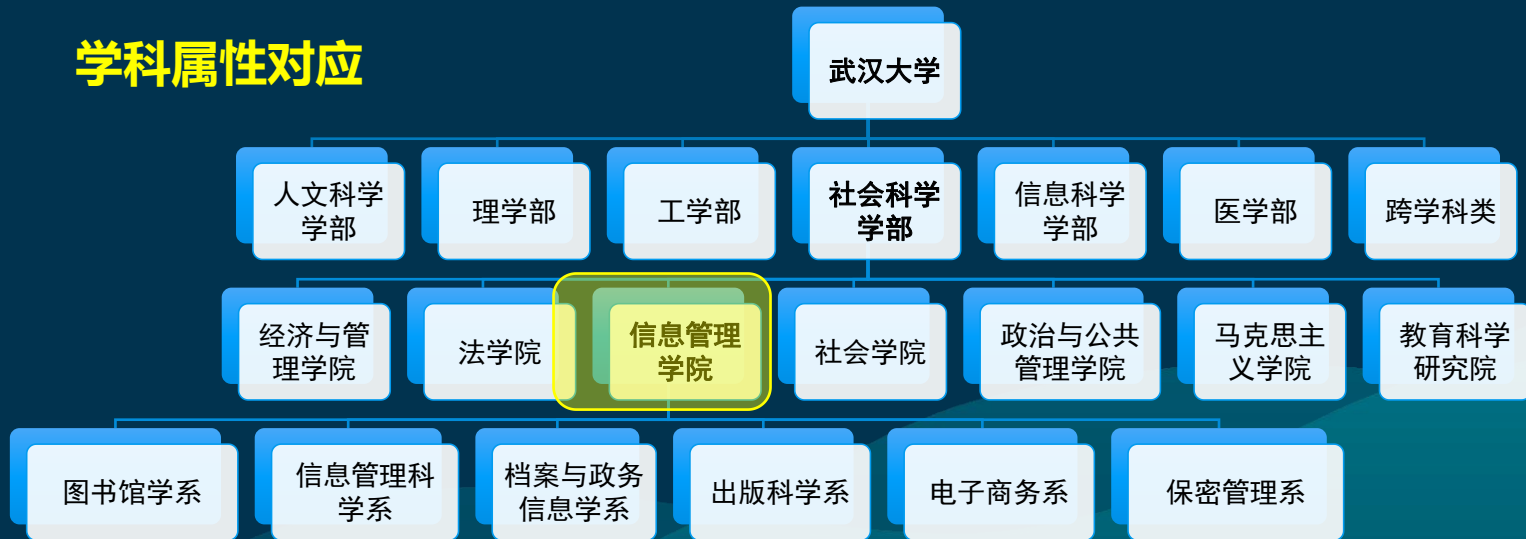 学科属性对应
武汉大学
人文科学
学部
理学部
工学部
社会科学
学部
信息科学
学部
医学部
跨学科类
经济与管
理学院
法学院
信息管理
学院
社会学院
政治与公共
管理学院
马克思主
义学院
教育科学
研究院
图书馆学系
信息管理科
学系
档案与政务
信息学系
出版科学系
电子商务系
保密管理系